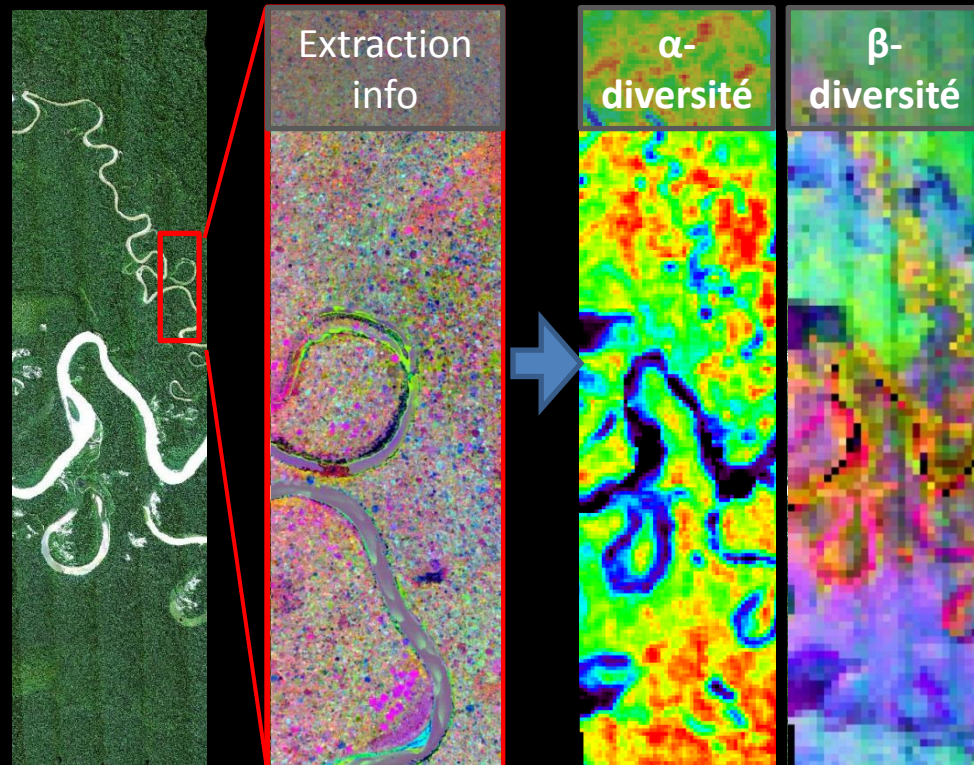 Extraction
info
α-
diversité
β-
diversité